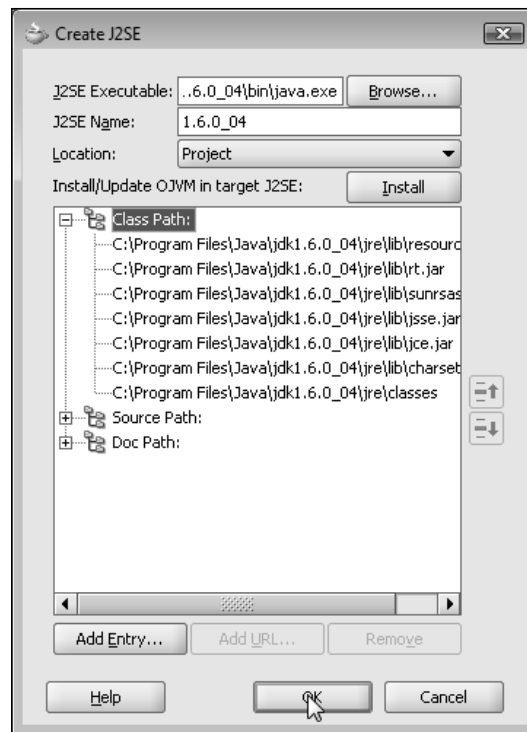 Create J2SE
J2SE Executable: ..6.0_04\bin\java.exe Browse...
J2SE Name: 1.6.0_04
Location: Project
Install/Update OJVM in target J2SE: Install
Class Path:
C:\Program Files\Java\jdk1.6.0_04\jre\lib\resourc
C:\Program Files\Java\jdk1.6.0_04\jre\lib\rt.jar
C:\Program Files\Java\jdk1.6.0_04\jre\lib\sunrsas
C:\Program Files\Java\jdk1.6.0_04\jre\lib\jsse.jar
C:\Program Files\Java\jdk1.6.0_04\jre\lib\jce.jar
C:\Program Files\Java\jdk1.6.0_04\jre\lib\charset
C:\Program Files\Java\jdk1.6.0_04\jre\classes
Source Path:
Doc Path:
Add Entry... Add URL... Remove
Help OK Cancel